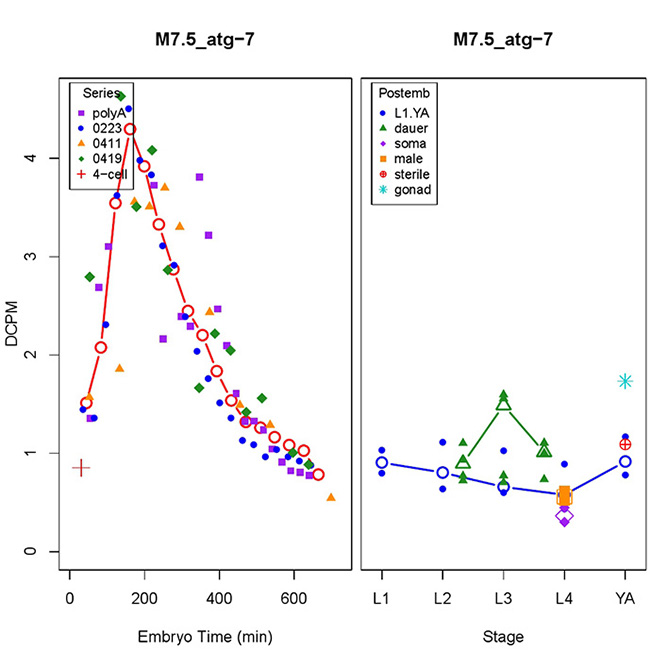 M7.5_atg−7
Series
polyA
0223
0411
0419
4−cell
DCPM
0
1
2
3
4
0 200 400 600
Embryo Time (min)
M7.5_atg−7
Postemb
L1.YA
dauer
soma
male
sterile
gonad
L1 L2 L3 L4 YA
Stage